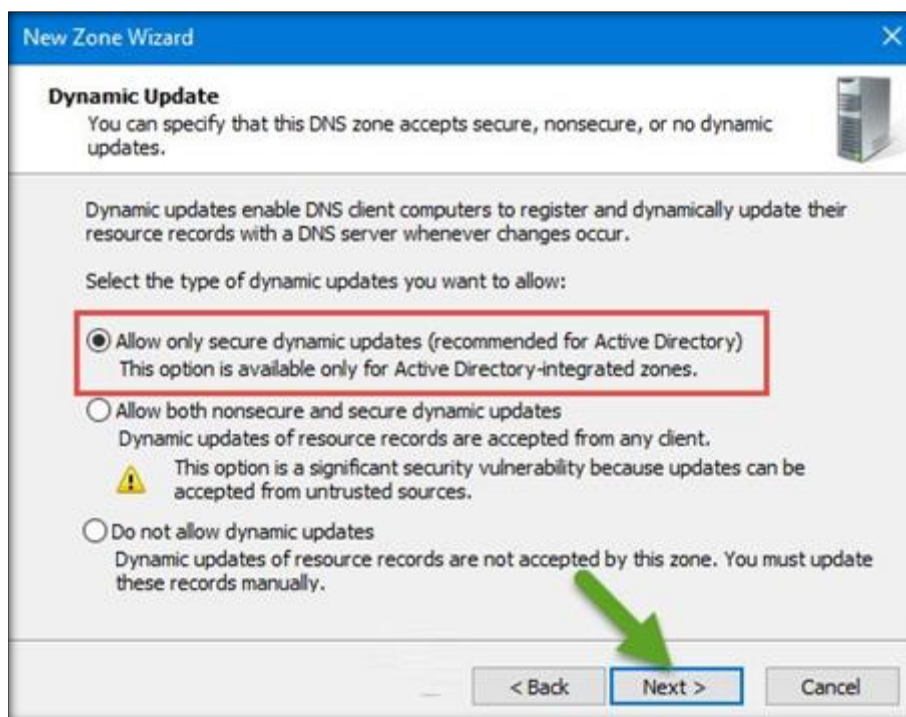 New Zone Wizard
Dynamic Update
You can specify that this DNS zone accepts secure, nonsecure, or no dynamic
updates.
Dynamic updates enable DNS client computers to register and dynamically update their
resource records with a DNS server whenever changes occur.
Select the type of dynamic updates you want to allow:
Allow only secure dynamic updates (recommended for Active Directory)
This option is available only for Active Directory-integrated zones.
Allow both nonsecure and secure dynamic updates
Dynamic updates of resource records are accepted from any client.
This option is a significant security vulnerability because updates can be
accepted from untrusted sources.
Do not allow dynamic updates
Dynamic updates of resource records are not accepted by this zone. You must update
these records manually.
< Back Next > Cancel